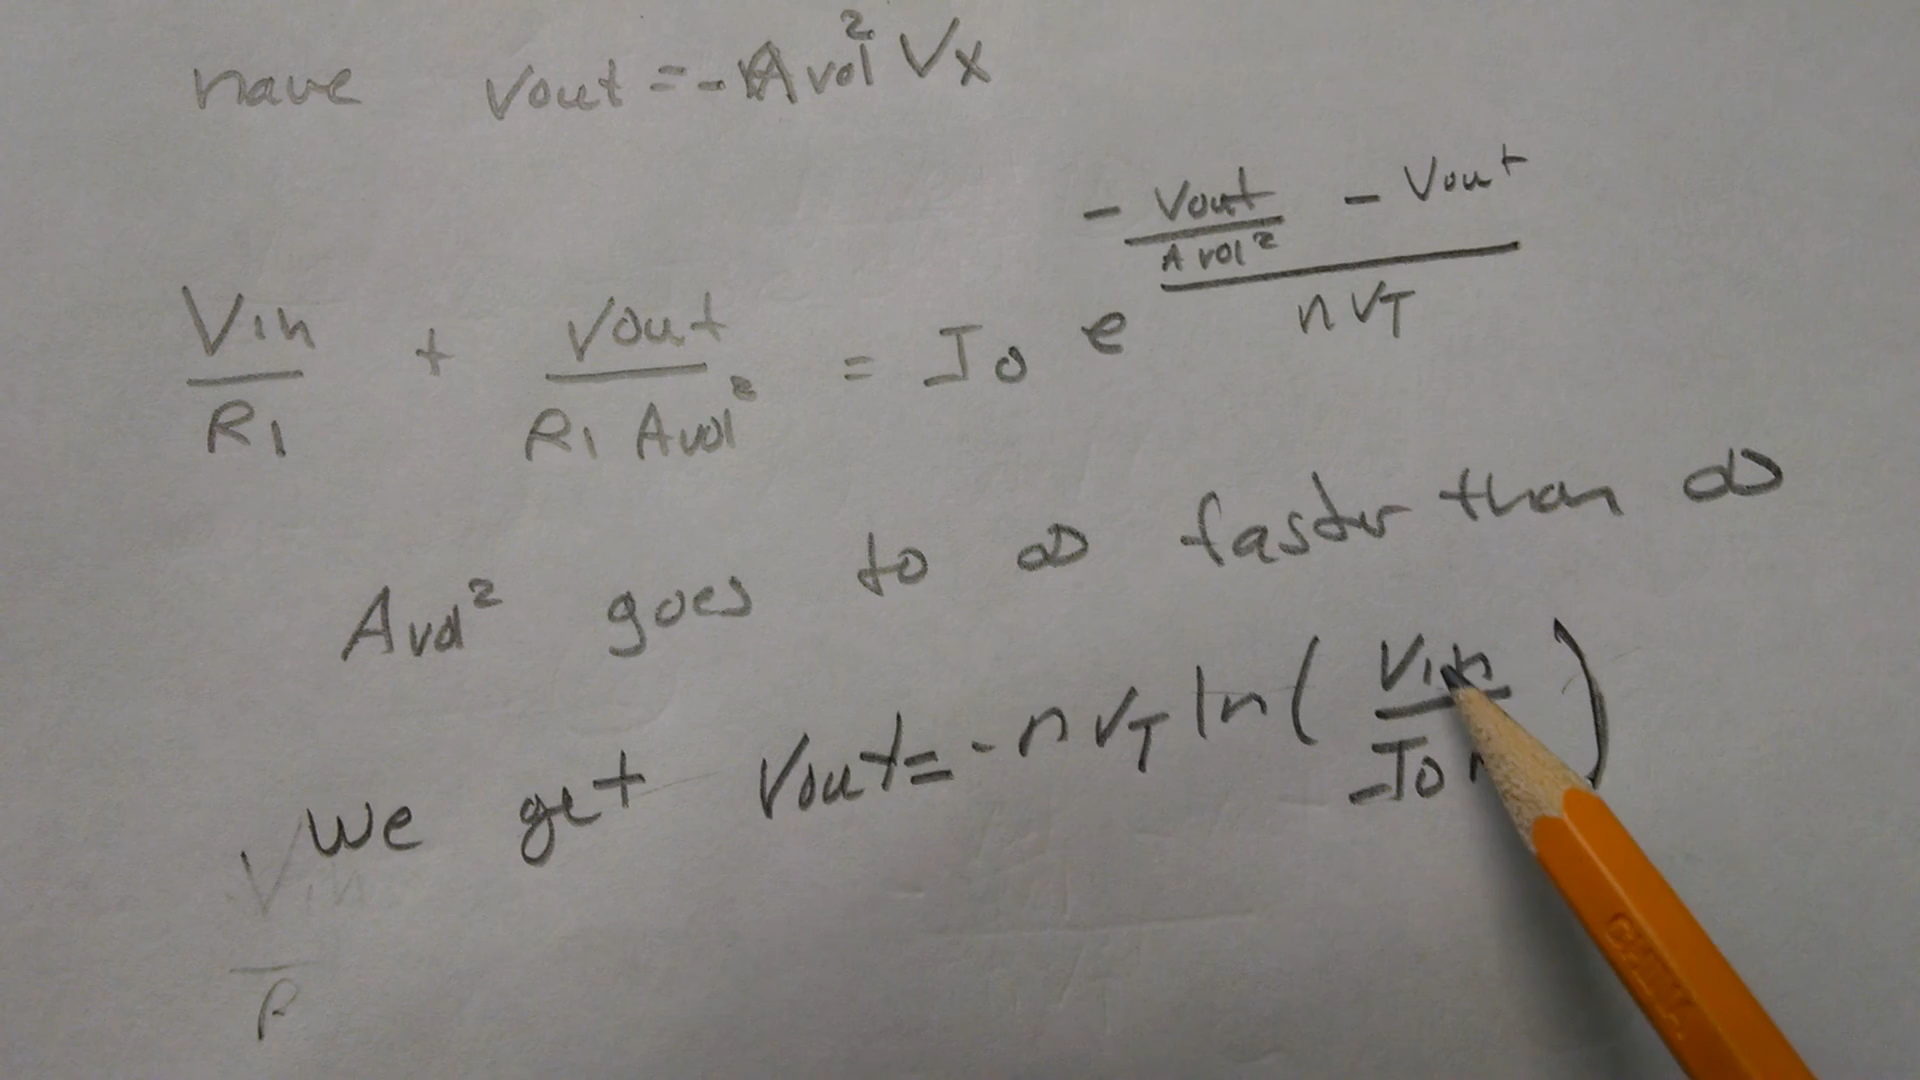 have Vout = -Avol² Vx
Vin/R1 + Vout/(R1 Avol²) = Io e^((-Vout/Avol² - Vout)/(nVT))
Avol² goes to ∞ faster than ∞
we get Vout = -nVT ln(Vin/Io)
Vin
R